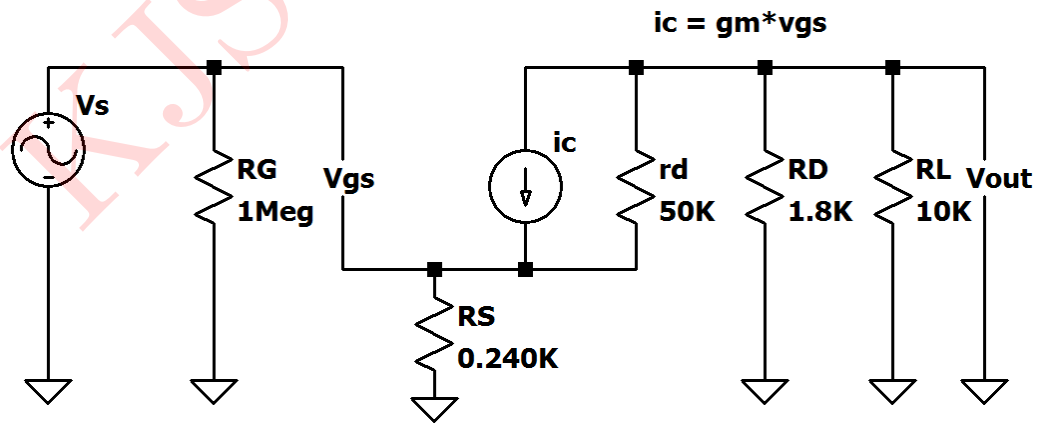 ic = gm*vgs
Vs
RG
1Meg
Vgs
ic
rd
50K
RD
1.8K
RL
10K
Vout
RS
0.240K
KJS